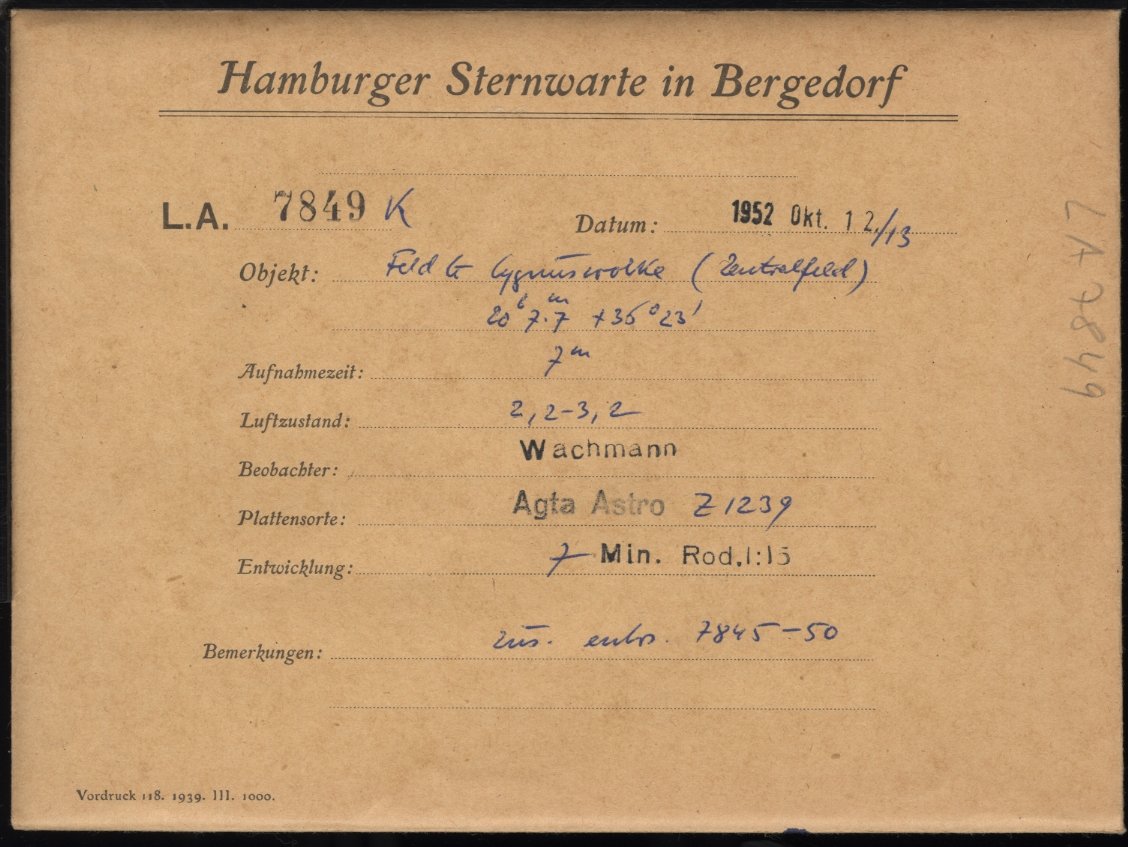 Hamburger Sternwarte in Bergedorf
L.A. 7849 K
Datum: 1952 Okt. 12./13
Objekt: Feld Cygnuswolke (Zentralfeld)
20ʰ 7ᵐ.7 +35° 23'
Aufnahmezeit: 7ᵐ
Luftzustand: 2,2-3,2
Beobachter: Wachmann
Plattensorte: Agfa Astro Z 1239
Entwicklung: 7 Min. Rod. 1:15
Bemerkungen: zus. entw. 7845-50
Vordruck 118. 1939. III. 1000.
LA 7849